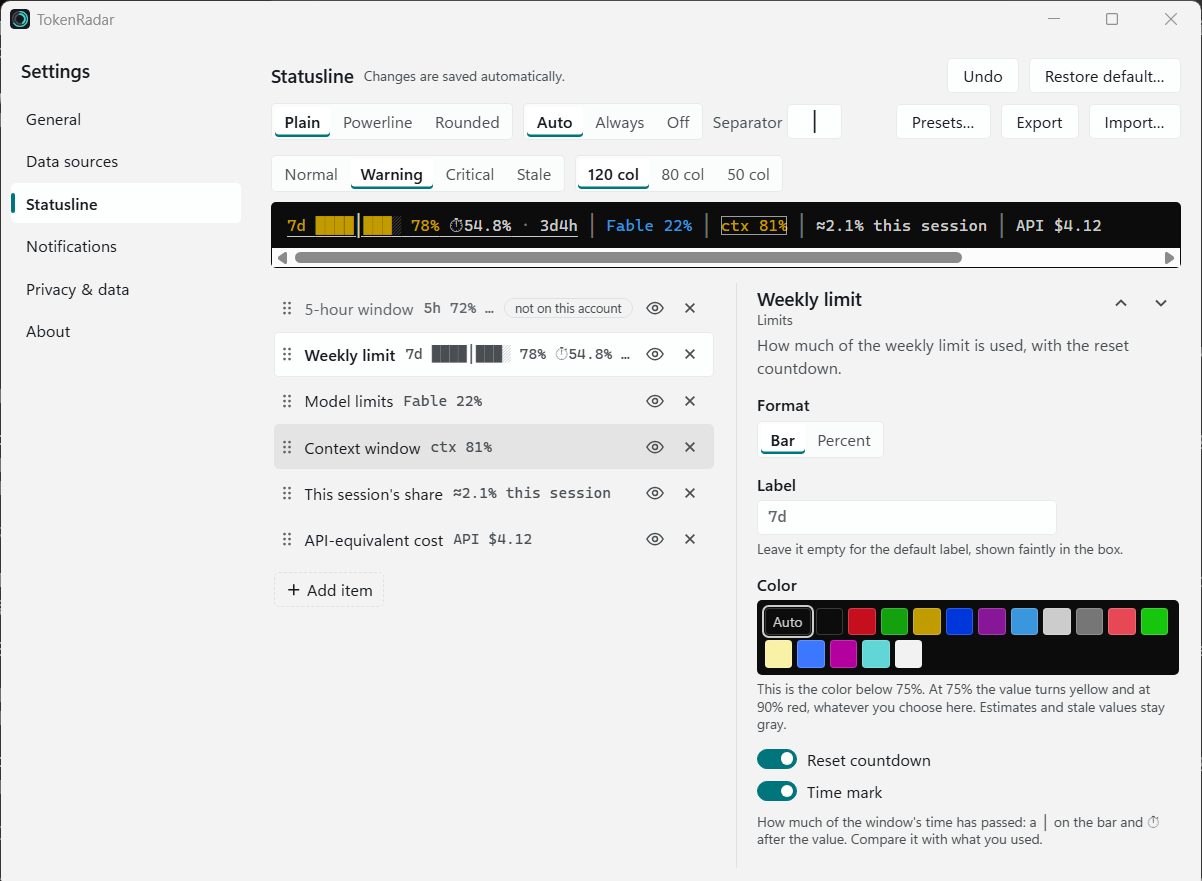 TokenRadar
Settings
General
Data sources
Statusline
Notifications
Privacy & data
About
Statusline Changes are saved automatically.
Undo Restore default...
Plain Powerline Rounded Auto Always Off Separator │ Presets... Export Import...
Normal Warning Critical Stale 120 col 80 col 50 col
7d ████│███░ 78% ⏱54.8% · 3d4h │ Fable 22% │ ctx 81% │ ≈2.1% this session │ API $4.12
5-hour window 5h 72% … not on this account
Weekly limit 7d ████│███░ 78% ⏱54.8% …
Model limits Fable 22%
Context window ctx 81%
This session's share ≈2.1% this session
API-equivalent cost API $4.12
+ Add item
Weekly limit
Limits
How much of the weekly limit is used, with the reset
countdown.
Format
Bar Percent
Label
7d
Leave it empty for the default label, shown faintly in the box.
Color
Auto
This is the color below 75%. At 75% the value turns yellow and at
90% red, whatever you choose here. Estimates and stale values stay
gray.
Reset countdown
Time mark
How much of the window's time has passed: a │ on the bar and ⏱
after the value. Compare it with what you used.